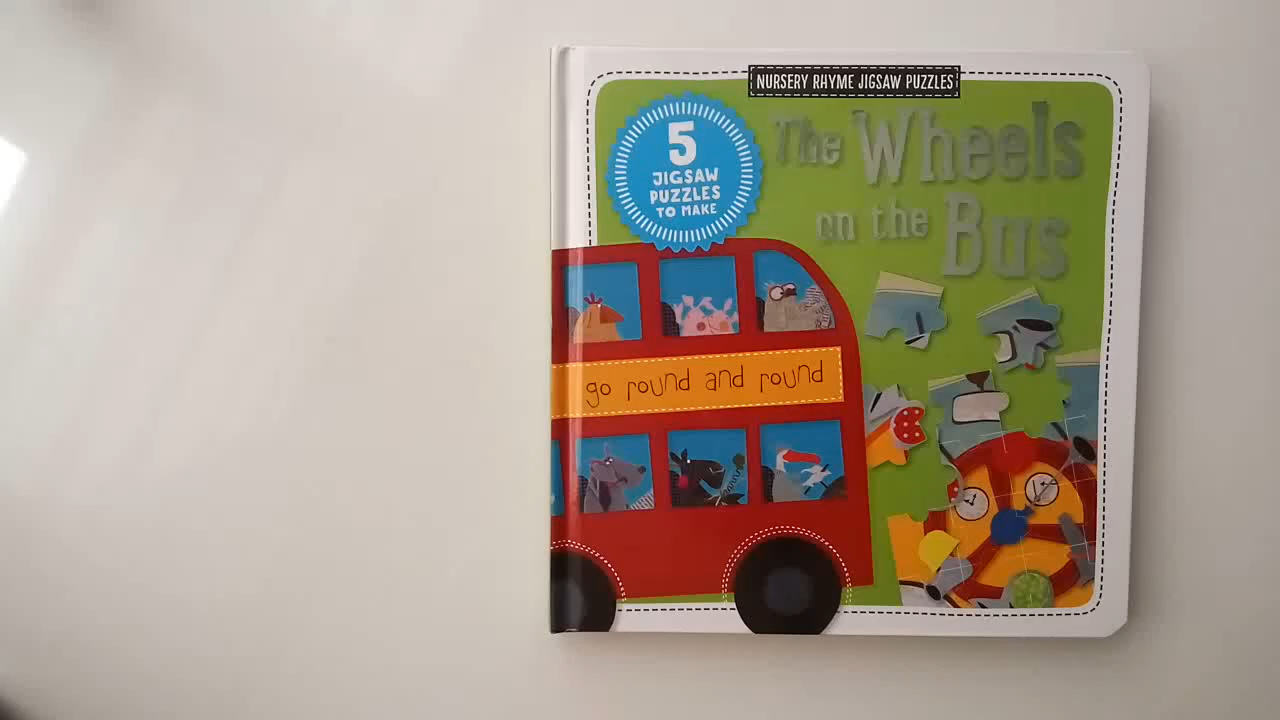 NURSERY RHYME JIGSAW PUZZLES
5
JIGSAW
PUZZLES
TO MAKE
The Wheels
on the Bus
go round and round